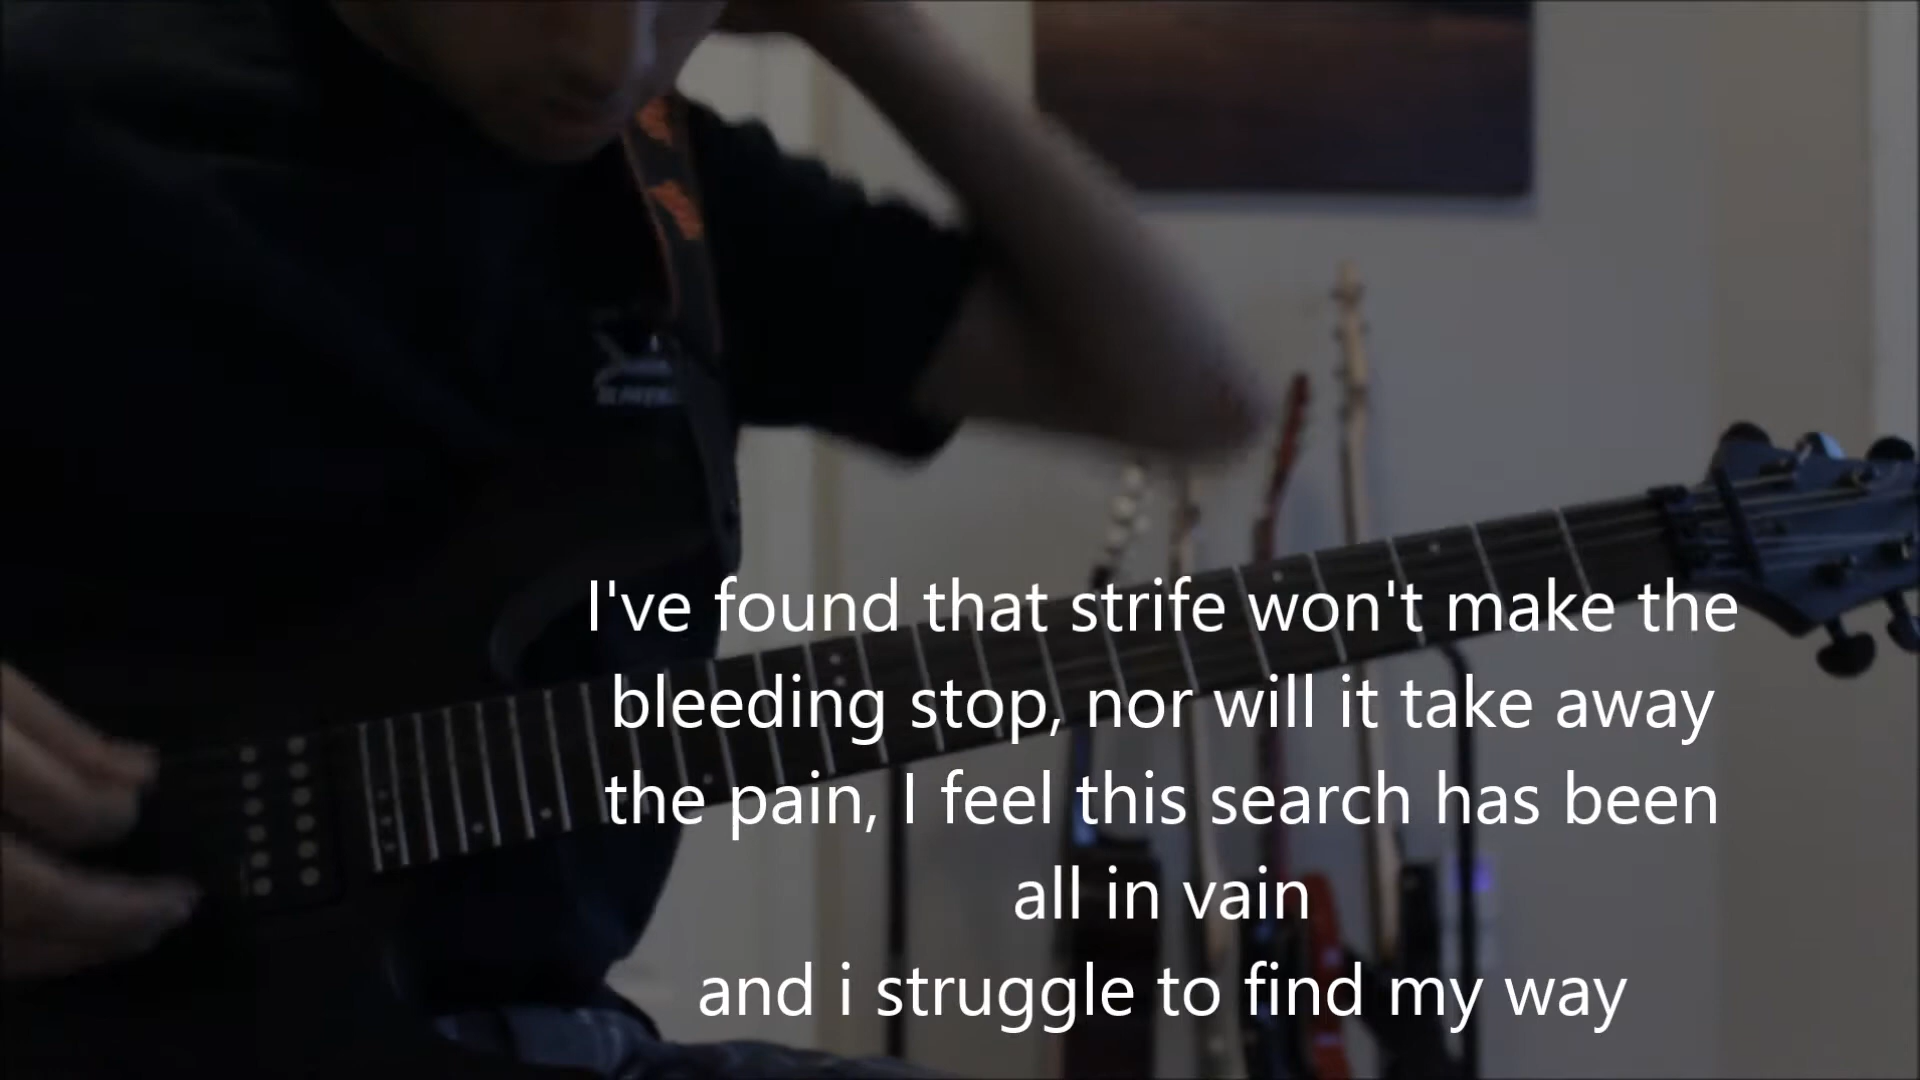 I've found that strife won't make the
bleeding stop, nor will it take away
the pain, I feel this search has been
all in vain
and i struggle to find my way